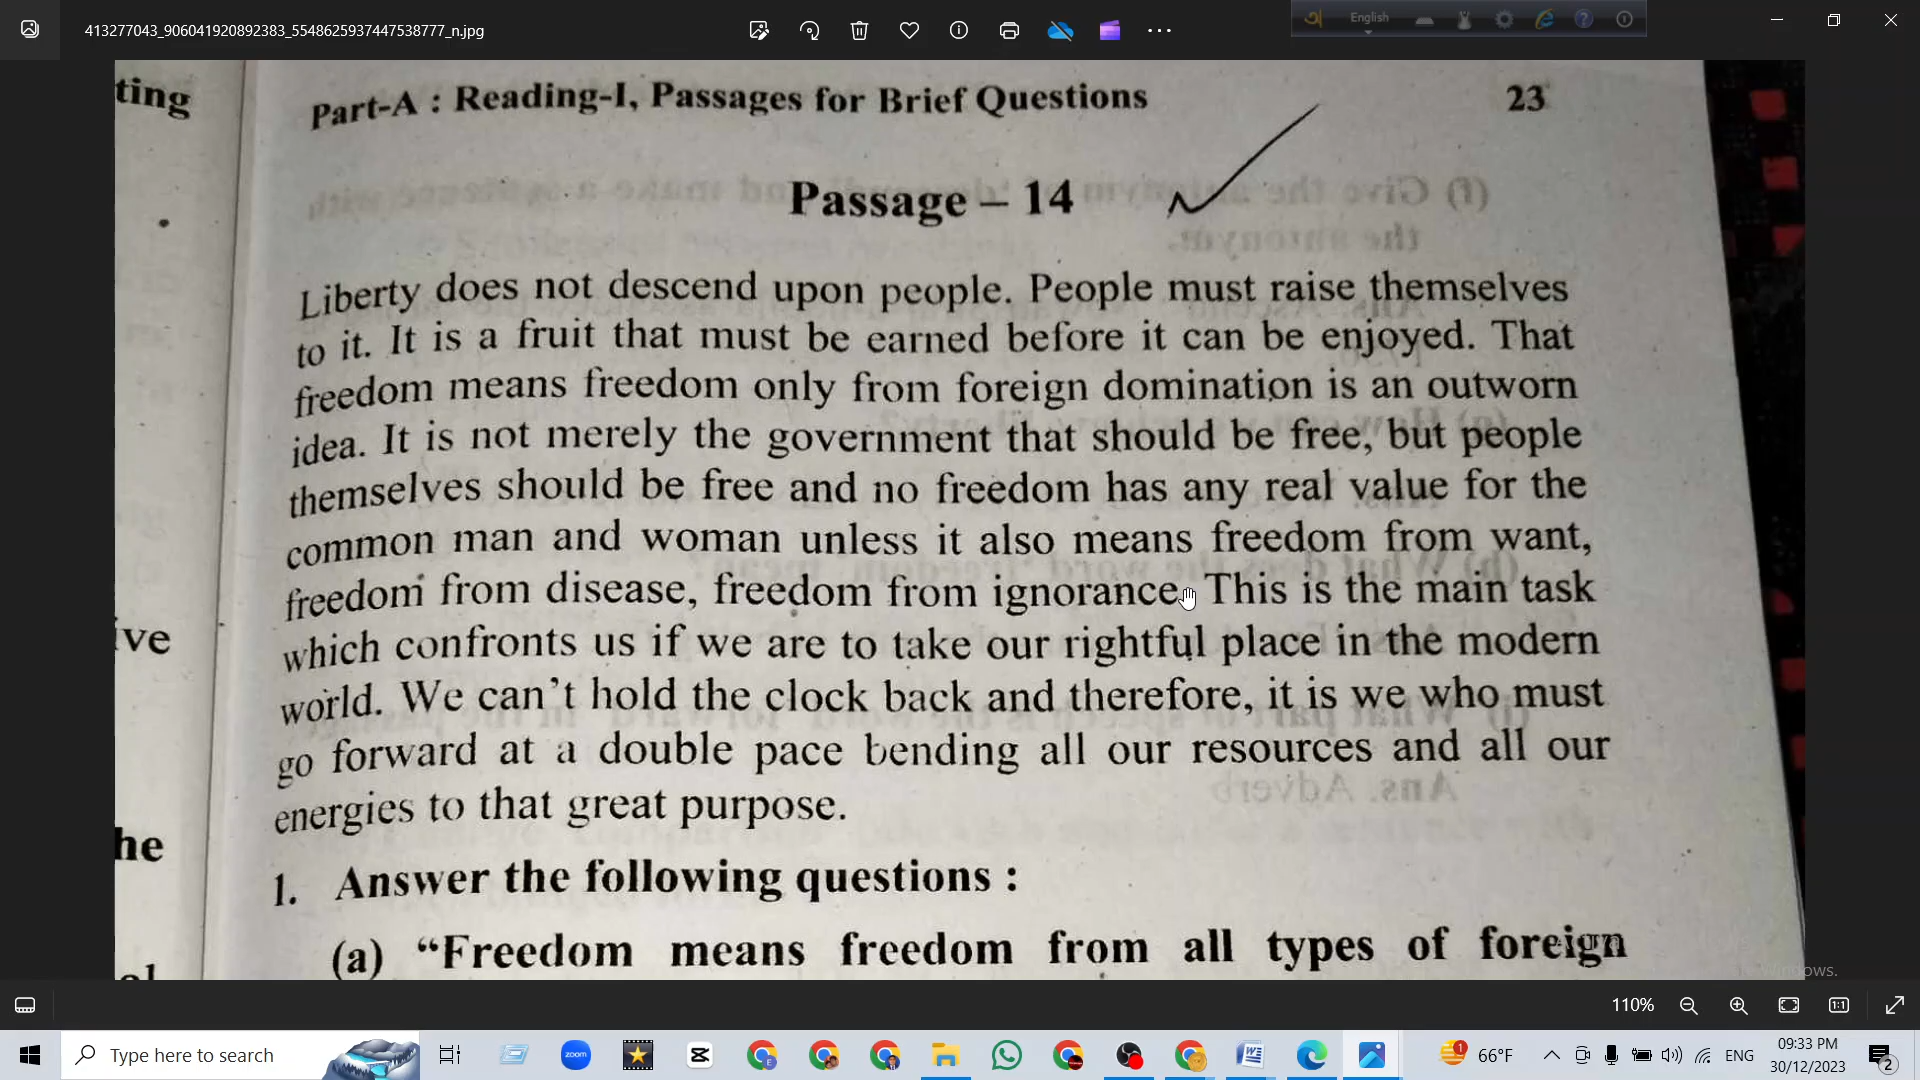 413277043_906041920892383_5548625937447538777_n.jpg
English
ting
Part-A : Reading-I, Passages for Brief Questions 23
Passage – 14
Liberty does not descend upon people. People must raise themselves
to it. It is a fruit that must be earned before it can be enjoyed. That
freedom means freedom only from foreign domination is an outworn
idea. It is not merely the government that should be free, but people
themselves should be free and no freedom has any real value for the
common man and woman unless it also means freedom from want,
freedom from disease, freedom from ignorance. This is the main task
ive
which confronts us if we are to take our rightful place in the modern
world. We can't hold the clock back and therefore, it is we who must
go forward at a double pace bending all our resources and all our
energies to that great purpose.
he
1. Answer the following questions :
(a) “Freedom means freedom from all types of foreign
110%
Type here to search
zoom
66°F
ENG
09:33 PM
30/12/2023
2